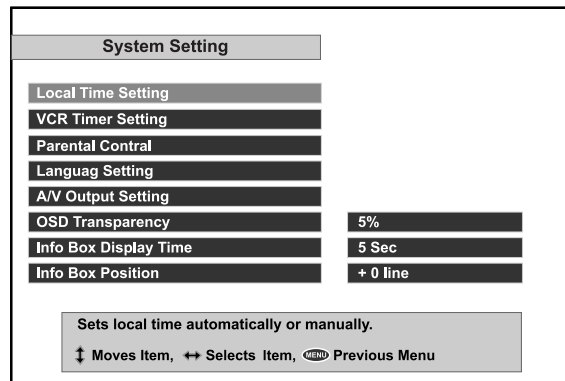 System Setting
Local Time Setting
VCR Timer Setting
Parental Contral
Languag Setting
A/V Output Setting
OSD Transparency 5%
Info Box Display Time 5 Sec
Info Box Position + 0 line
Sets local time automatically or manually.
↕ Moves Item, ↔ Selects Item, MENU Previous Menu